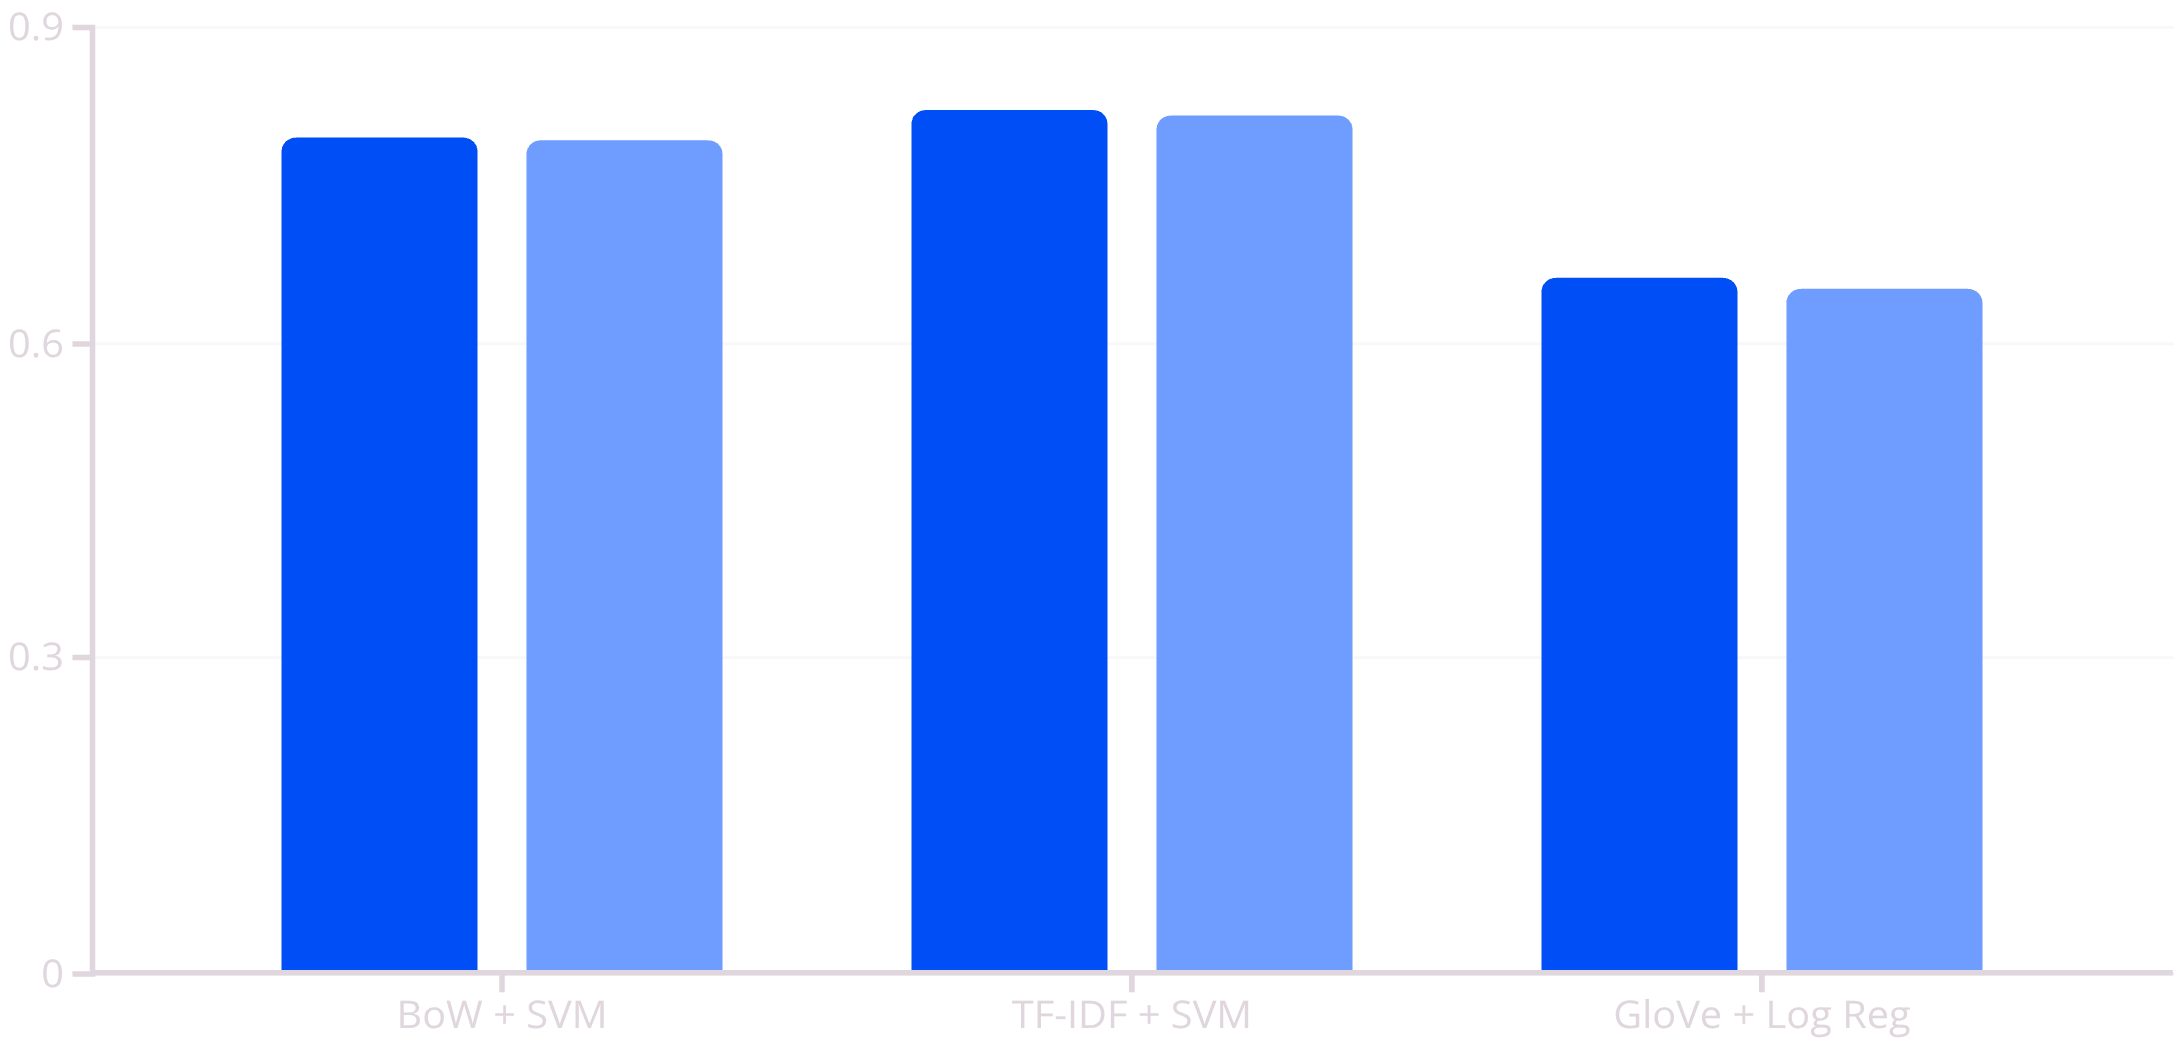 0.9
0.6
0.3
0
BoW + SVM
TF-IDF + SVM
GloVe + Log Reg